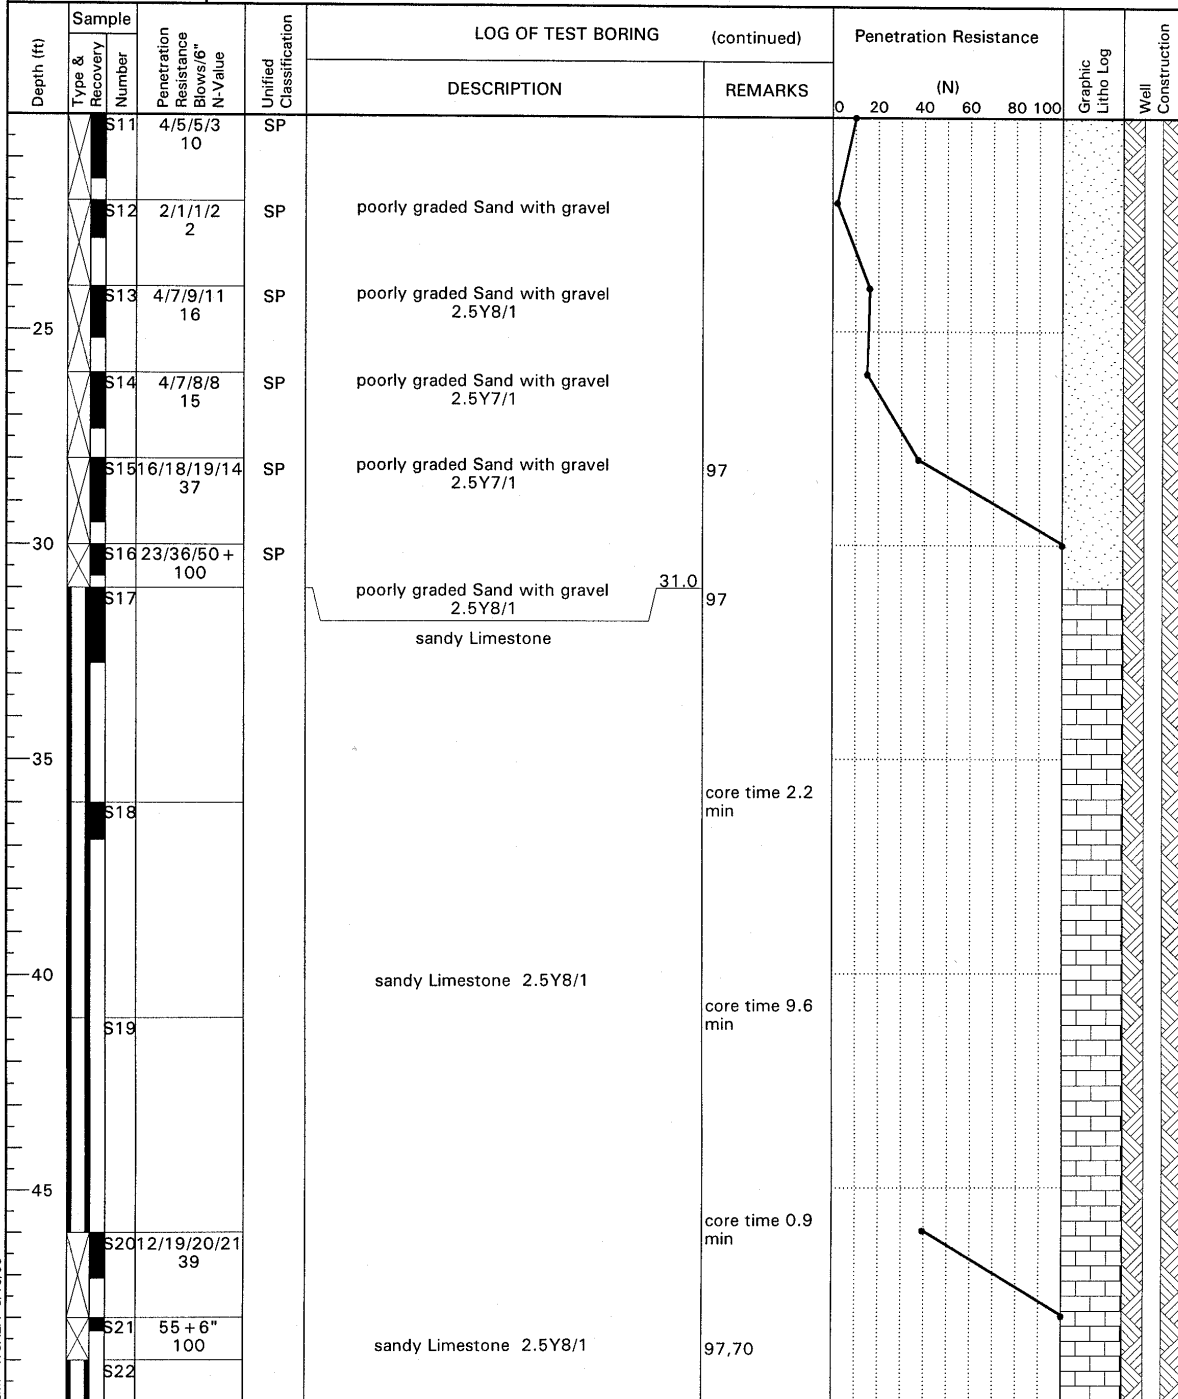 Depth (ft)
Sample
Type & Recovery
Number
Penetration Resistance Blows/6" N-Value
Unified Classification
LOG OF TEST BORING (continued)
DESCRIPTION
REMARKS
Penetration Resistance
(N)
0 20 40 60 80 100
Graphic Litho Log
Well Construction
S11 4/5/5/3 SP
10
S12 2/1/1/2 SP poorly graded Sand with gravel
2
S13 4/7/9/11 SP poorly graded Sand with gravel
16 2.5Y8/1
25
S14 4/7/8/8 SP poorly graded Sand with gravel
15 2.5Y7/1
S15 16/18/19/14 SP poorly graded Sand with gravel 97
37 2.5Y7/1
30
S16 23/36/50+ SP
100
31.0
S17 poorly graded Sand with gravel 97
2.5Y8/1
sandy Limestone
35
core time 2.2
S18 min
40
sandy Limestone 2.5Y8/1
core time 9.6
S19 min
45
core time 0.9
S20 12/19/20/21 min
39
S21 55+6"
100 sandy Limestone 2.5Y8/1 97,70
S22